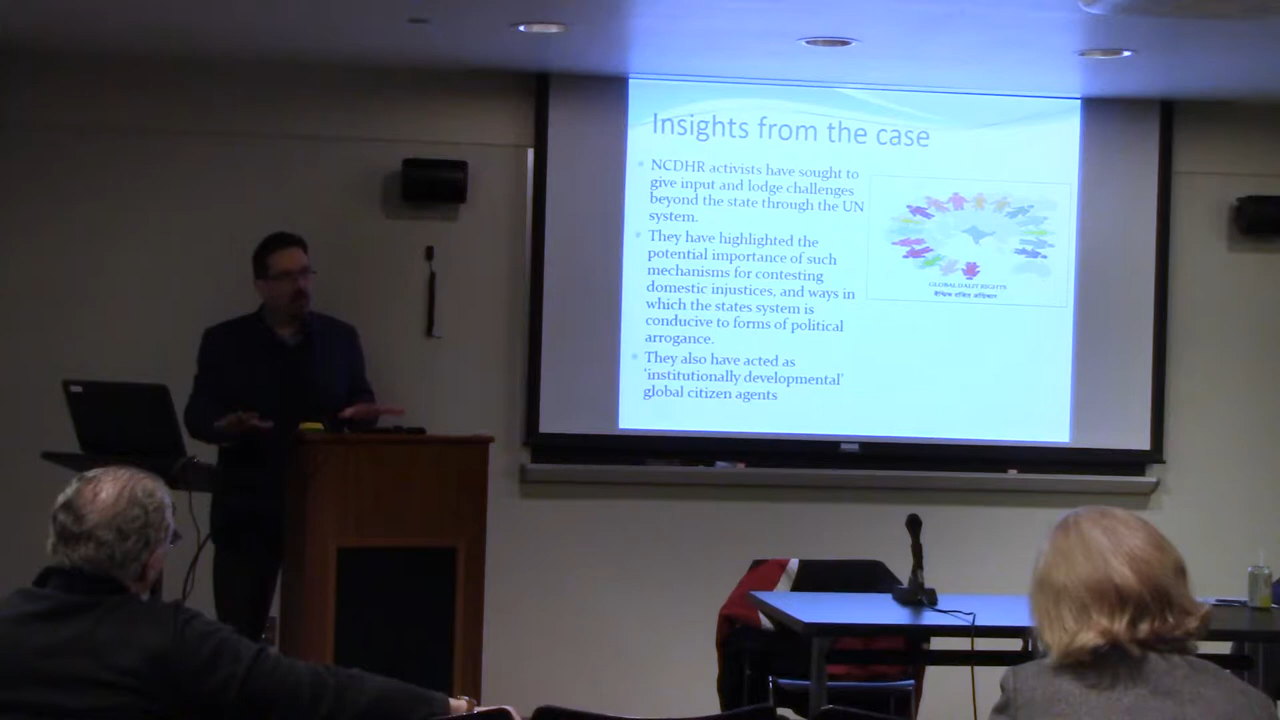 Insights from the case
NCDHR activists have sought to
give input and lodge challenges
beyond the state through the UN
system.
They have highlighted the
potential importance of such
mechanisms for contesting
domestic injustices, and ways in
which the states system is
conducive to forms of political
arrogance.
They also have acted as
'institutionally developmental'
global citizen agents
GLOBAL DALIT RIGHTS
वैश्विक दलित अधिकार